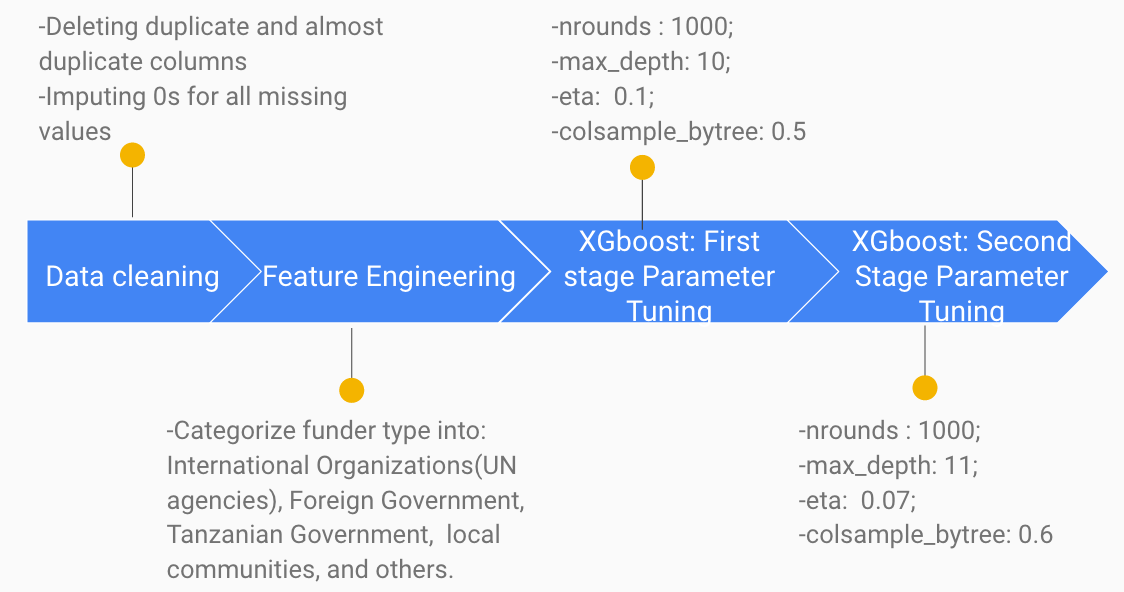 -Deleting duplicate and almost
duplicate columns
-Imputing 0s for all missing
values
-nrounds : 1000;
-max_depth: 10;
-eta:  0.1;
-colsample_bytree: 0.5
Data cleaning
Feature Engineering
XGboost: First
stage Parameter
Tuning
XGboost: Second
Stage Parameter
Tuning
-Categorize funder type into:
International Organizations(UN
agencies), Foreign Government,
Tanzanian Government,  local
communities, and others.
-nrounds : 1000;
-max_depth: 11;
-eta:  0.07;
-colsample_bytree: 0.6